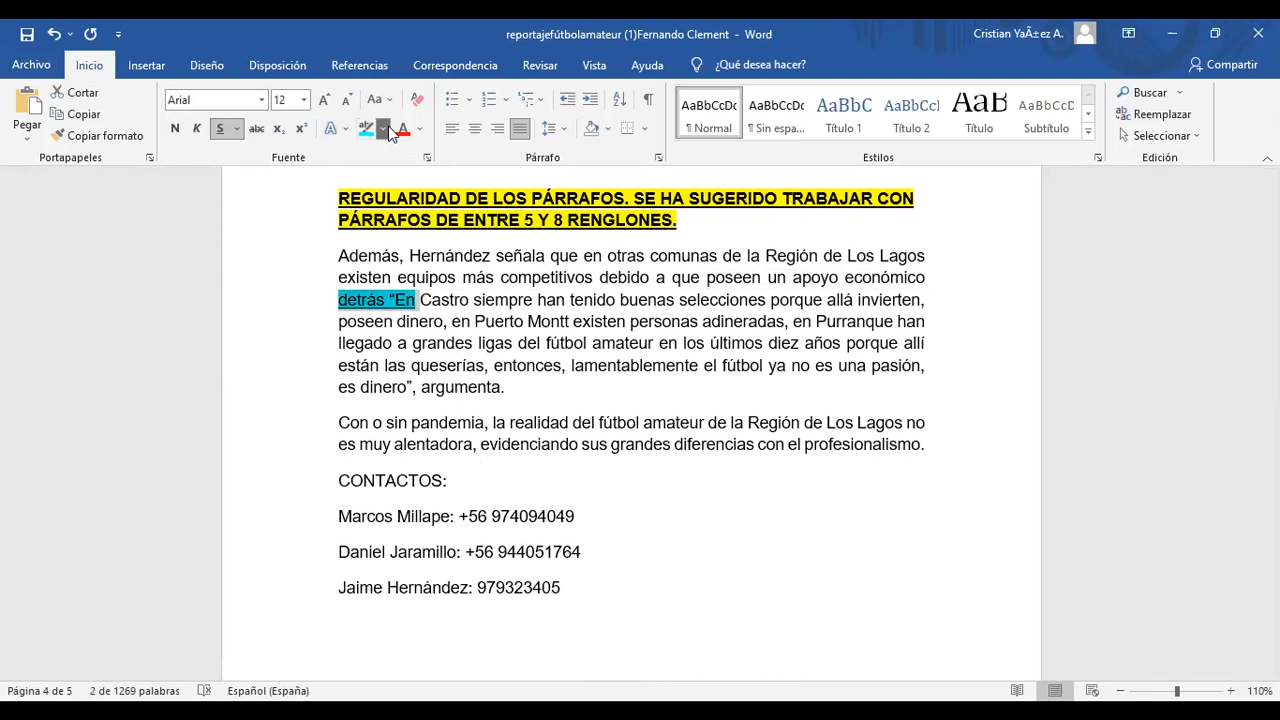 reportajefútbolamateur (1)Fernando Clement - Word
Cristian YaÃ±ez A.
Archivo Inicio Insertar Diseño Disposición Referencias Correspondencia Revisar Vista Ayuda ¿Qué desea hacer? Compartir
Pegar
Cortar
Copiar
Copiar formato
Portapapeles
Arial 12
Aa
N K S abc x₂ x²
Fuente
Párrafo
AaBbCcDc AaBbCcDc AaBbC AaBbCcI AaBb AaBbCcD
¶ Normal ¶ Sin espa... Título 1 Título 2 Título Subtítulo
Estilos
Buscar
Reemplazar
Seleccionar
Edición
REGULARIDAD DE LOS PÁRRAFOS. SE HA SUGERIDO TRABAJAR CON
PÁRRAFOS DE ENTRE 5 Y 8 RENGLONES.
Además, Hernández señala que en otras comunas de la Región de Los Lagos
existen equipos más competitivos debido a que poseen un apoyo económico
detrás “En Castro siempre han tenido buenas selecciones porque allá invierten,
poseen dinero, en Puerto Montt existen personas adineradas, en Purranque han
llegado a grandes ligas del fútbol amateur en los últimos diez años porque allí
están las queserías, entonces, lamentablemente el fútbol ya no es una pasión,
es dinero”, argumenta.
Con o sin pandemia, la realidad del fútbol amateur de la Región de Los Lagos no
es muy alentadora, evidenciando sus grandes diferencias con el profesionalismo.
CONTACTOS:
Marcos Millape: +56 974094049
Daniel Jaramillo: +56 944051764
Jaime Hernández: 979323405
Página 4 de 5 2 de 1269 palabras Español (España) 110%